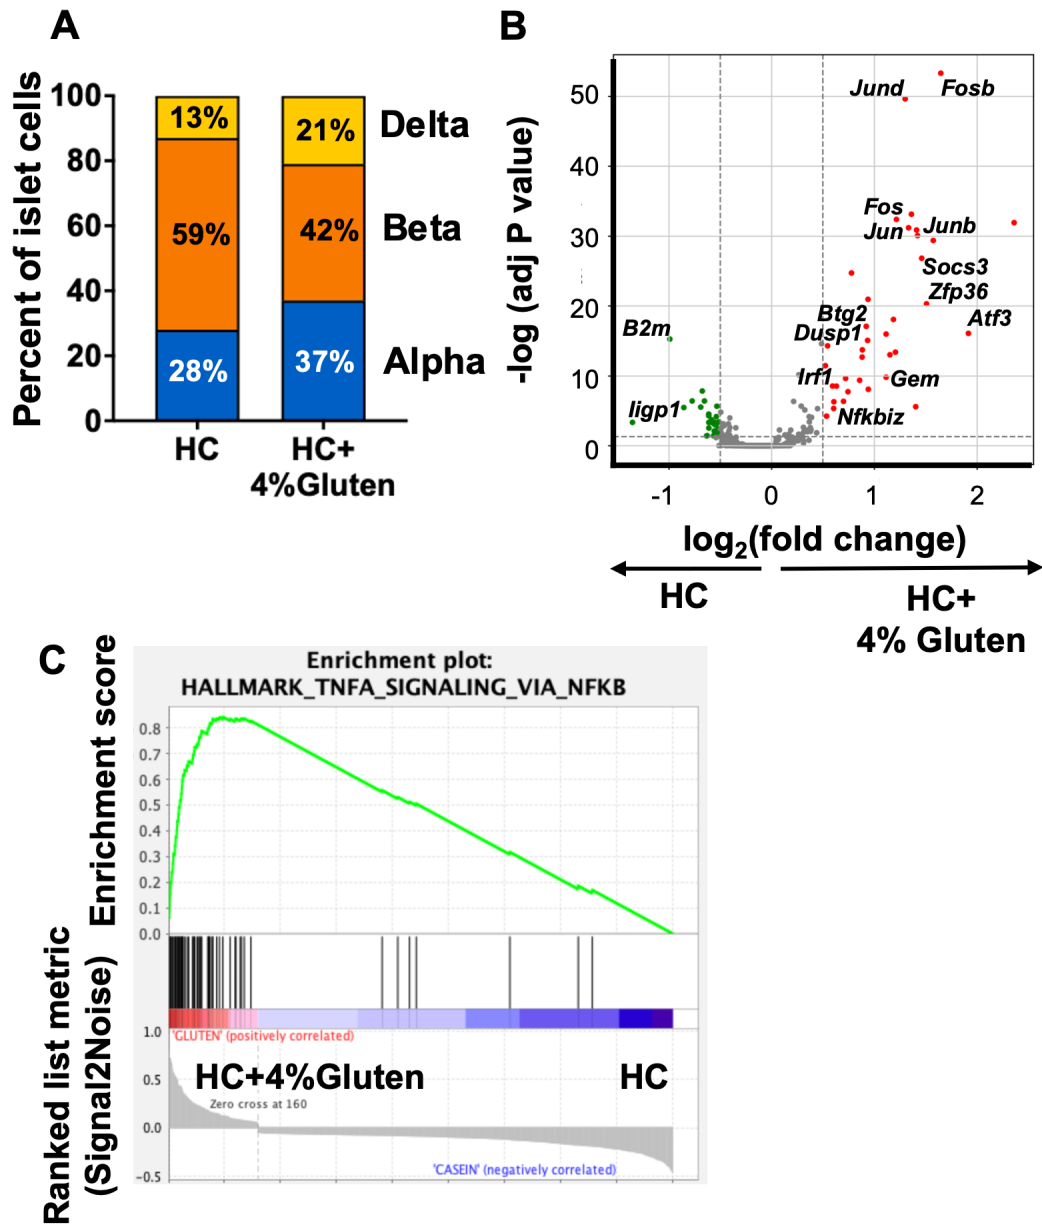 A
Percent of islet cells
100
80
60
40
20
0
13%
59%
28%
21%
42%
37%
Delta
Beta
Alpha
HC
HC+
4%Gluten
B
-log (adj P value)
50
40
30
20
10
0
Jund
Fosb
Fos
Jun
Junb
Socs3
Zfp36
Btg2
Atf3
B2m
Dusp1
Irf1
Gem
Iigp1
Nfkbiz
-1
0
1
2
log2(fold change)
HC
HC+
4% Gluten
C
Enrichment plot:
HALLMARK_TNFA_SIGNALING_VIA_NFKB
Enrichment score
0.8
0.7
0.6
0.5
0.4
0.3
0.2
0.1
0.0
Ranked list metric
(Signal2Noise)
1.0
0.5
0.0
-0.5
'GLUTEN' (positively correlated)
HC+4%Gluten
HC
Zero cross at 160
'CASEIN' (negatively correlated)